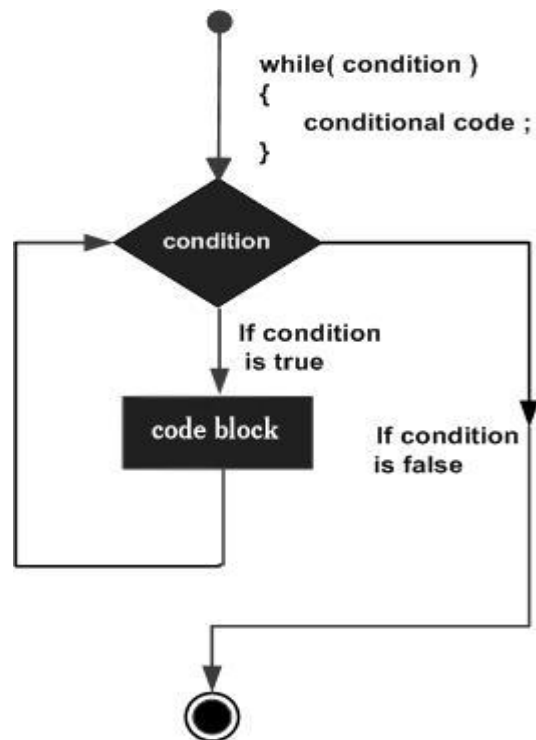 while( condition )
{
conditional code ;
}
condition
If condition
is true
code block
If condition
is false